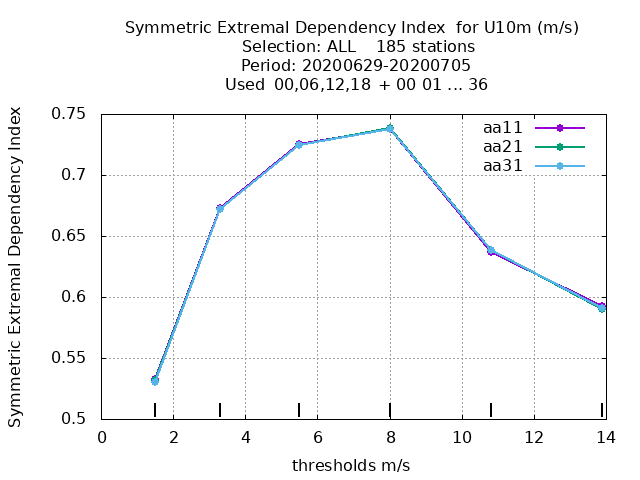 Symmetric Extremal Dependency Index  for U10m (m/s)
Selection: ALL    185 stations
Period: 20200629-20200705
Used  00,06,12,18  + 00 01 ... 36
Symmetric Extremal Dependency Index
0.75
0.7
0.65
0.6
0.55
0.5
aa11
aa21
aa31
0 2 4 6 8 10 12 14
thresholds m/s